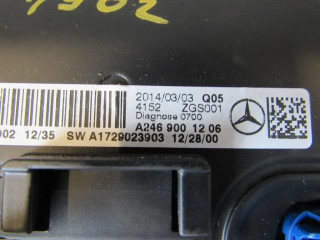 2014/03/03 Q05
4152 ZGS001
Diagnose 0700
A246 900 12 06
902 12/35 SW A1729023903 12/28/00